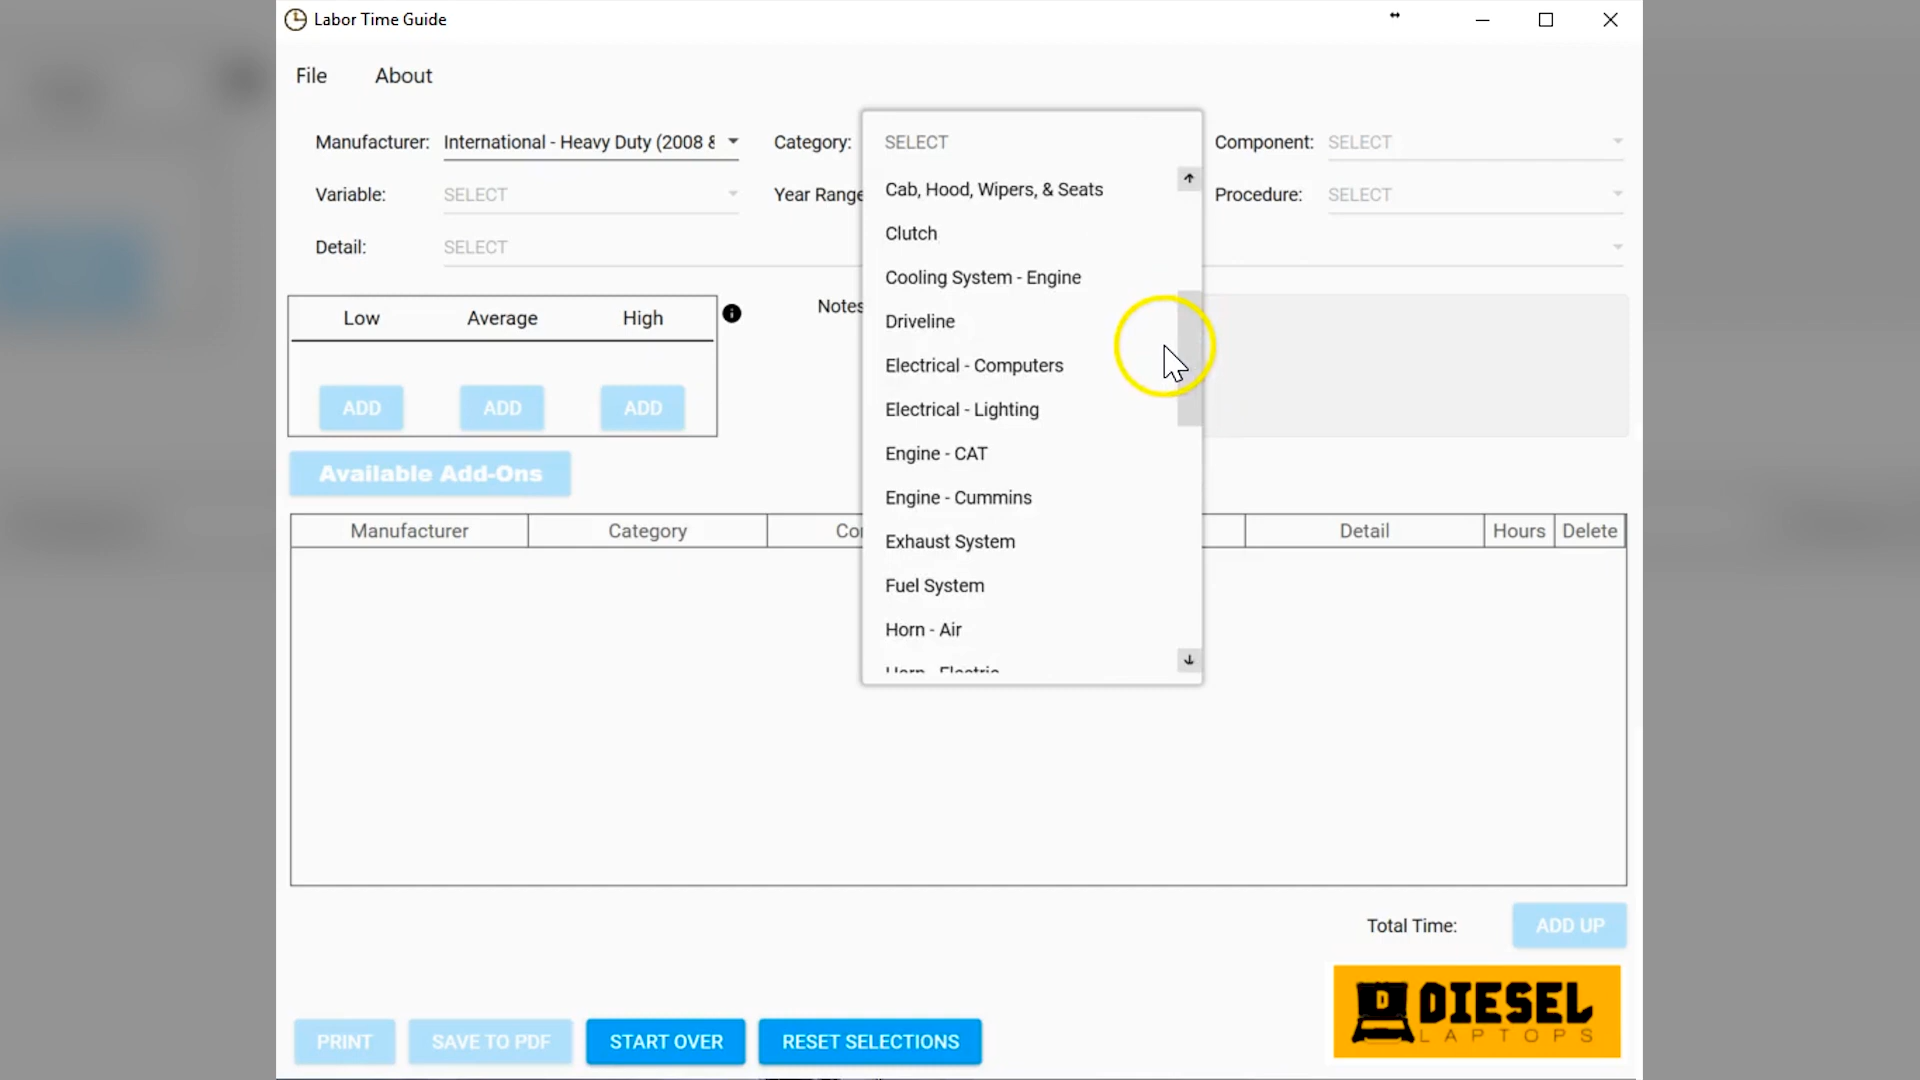 Labor Time Guide
File About
Manufacturer: International - Heavy Duty (2008 & Category: SELECT Component: SELECT
Variable: SELECT Year Range Procedure: SELECT
Detail: SELECT
Cab, Hood, Wipers, & Seats
Clutch
Cooling System - Engine
Driveline
Electrical - Computers
Electrical - Lighting
Engine - CAT
Engine - Cummins
Exhaust System
Fuel System
Horn - Air
Horn - Electric
Low Average High
Notes
ADD ADD ADD
Available Add-Ons
Manufacturer Category Co Detail Hours Delete
Total Time: ADD UP
DIESEL
LAPTOPS
PRINT SAVE TO PDF START OVER RESET SELECTIONS